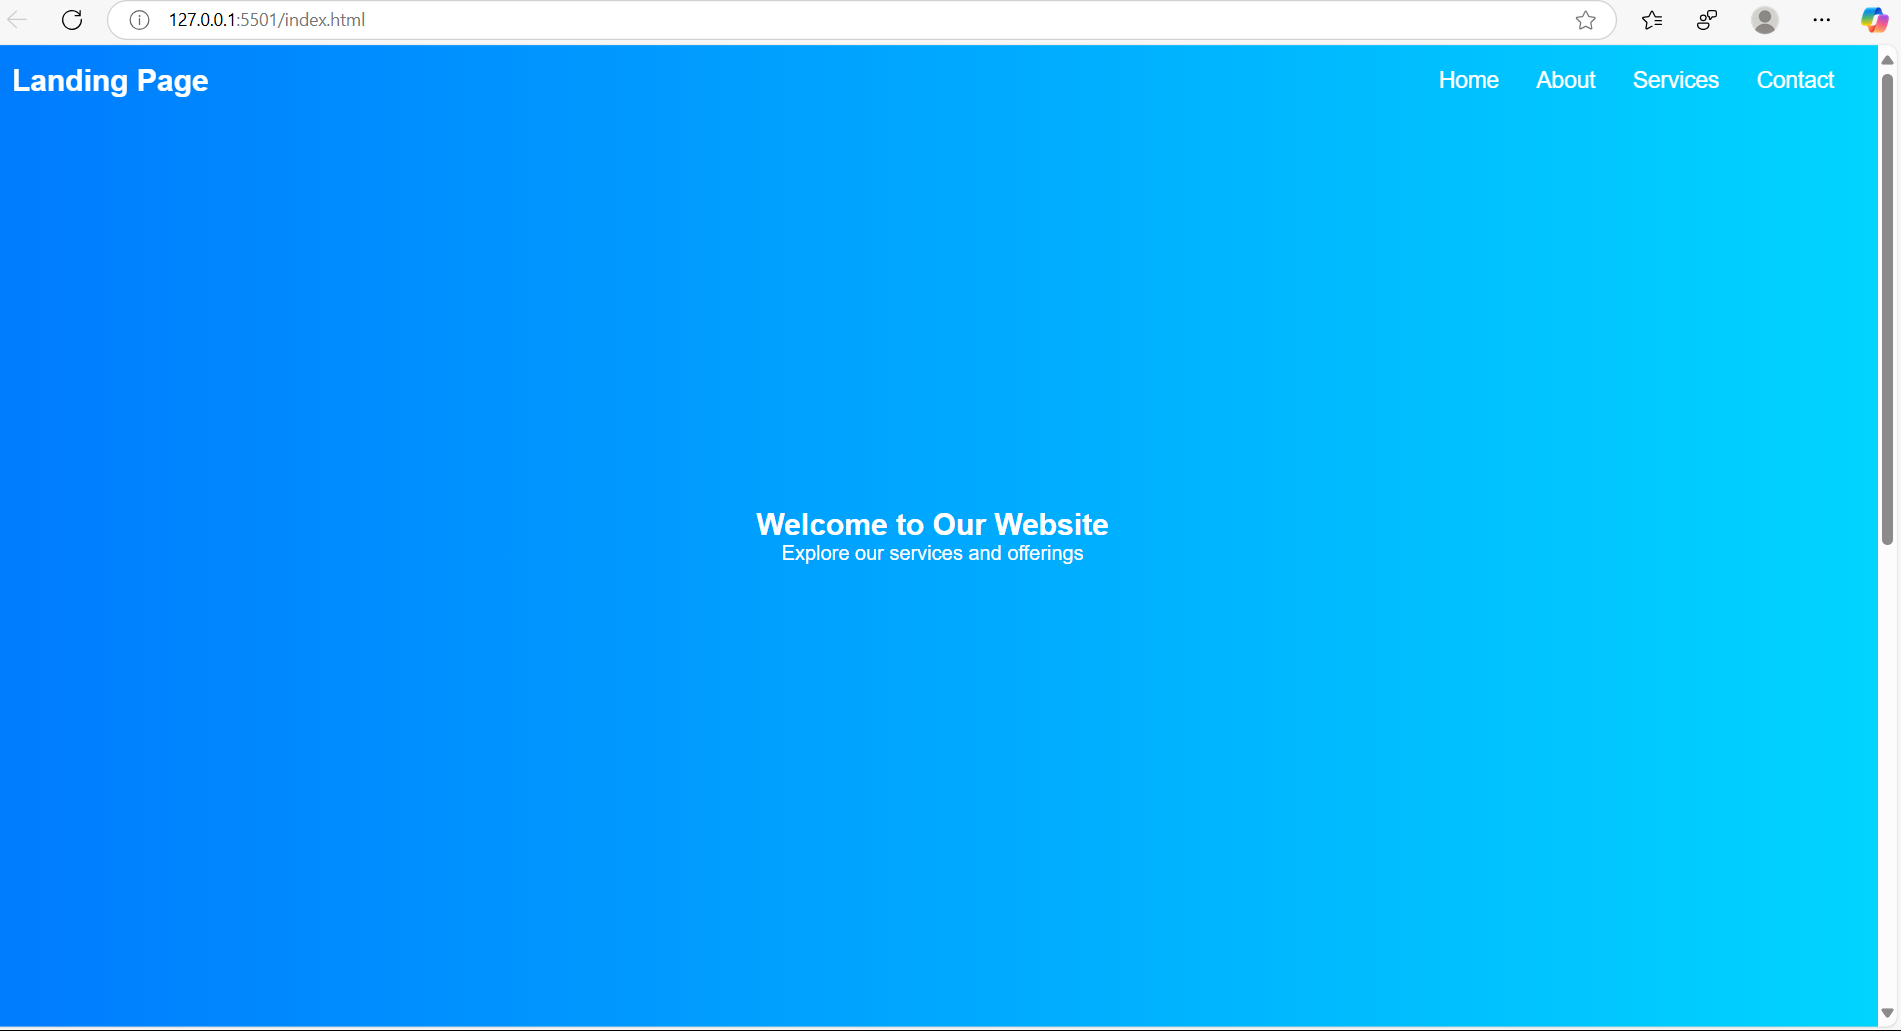 127.0.0.1:5501/index.html
Landing Page
Home About Services Contact
Welcome to Our Website
Explore our services and offerings